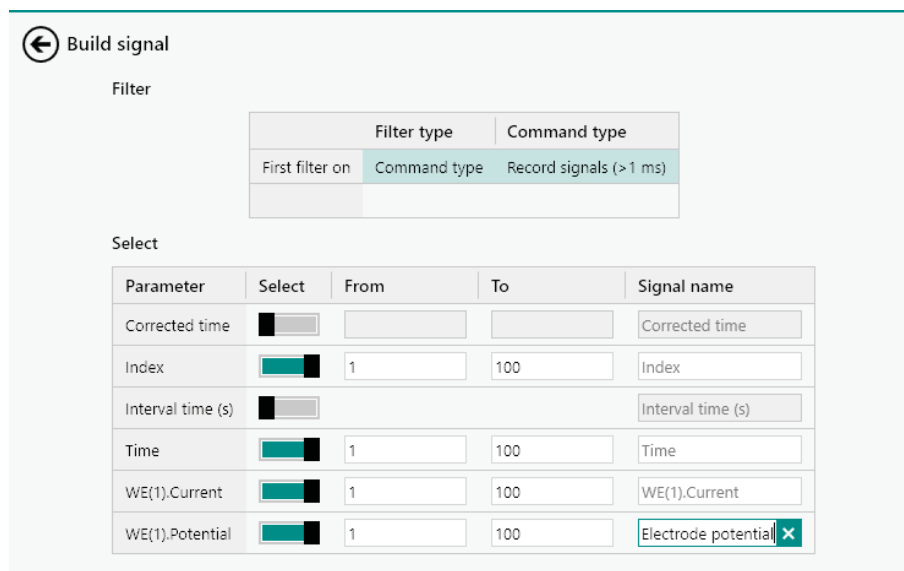 Build signal
Filter
Filter type Command type
First filter on Command type Record signals (>1 ms)
Select
Parameter Select From To Signal name
Corrected time Corrected time
Index 1 100 Index
Interval time (s) Interval time (s)
Time 1 100 Time
WE(1).Current 1 100 WE(1).Current
WE(1).Potential 1 100 Electrode potential